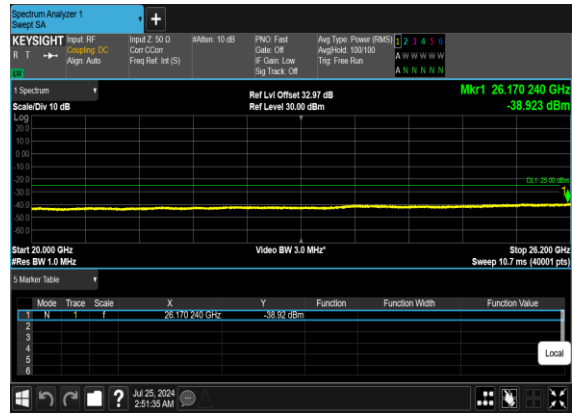 Spectrum Analyzer 1
Swept SA
+
KEYSIGHT Input: RF Input Z: 50 Ω #Atten: 10 dB PNO: Fast Avg Type: Power (RMS) 1 2 3 4 5 6
R T Coupling: DC Corr CCorr Gate: Off Avg|Hold: 100/100 A W W W W W
Align: Auto Freq Ref: Int (S) IF Gain: Low Trig: Free Run
LXI Sig Track: Off A N N N N N
1 Spectrum Ref Lvl Offset 32.97 dB Mkr1 26.170 240 GHz
Scale/Div 10 dB Ref Level 30.00 dBm -38.923 dBm
Log
20.0
10.0
0.00
-10.0
-20.0 DL1 -25.00 dBm
-30.0 1
-40.0
-50.0
-60.0
Start 20.000 GHz Video BW 3.0 MHz* Stop 26.200 GHz
#Res BW 1.0 MHz Sweep 10.7 ms (40001 pts)
5 Marker Table
Mode Trace Scale X Y Function Function Width Function Value
1 N 1 f 26.170 240 GHz -38.92 dBm
2
3
4
5
6
Local
? Jul 25, 2024
2:51:35 AM